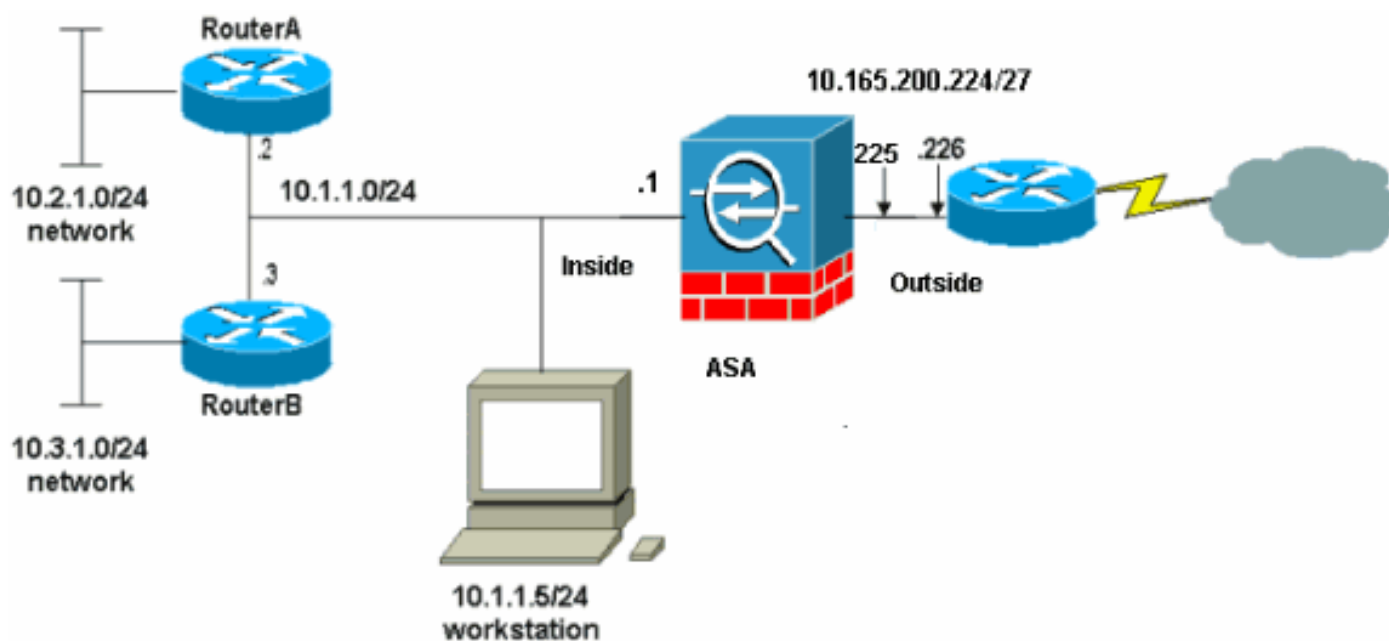 RouterA
10.165.200.224/27
.2
225
.226
10.2.1.0/24
network
10.1.1.0/24
.1
.3
Inside
Outside
ASA
RouterB
10.3.1.0/24
network
10.1.1.5/24
workstation